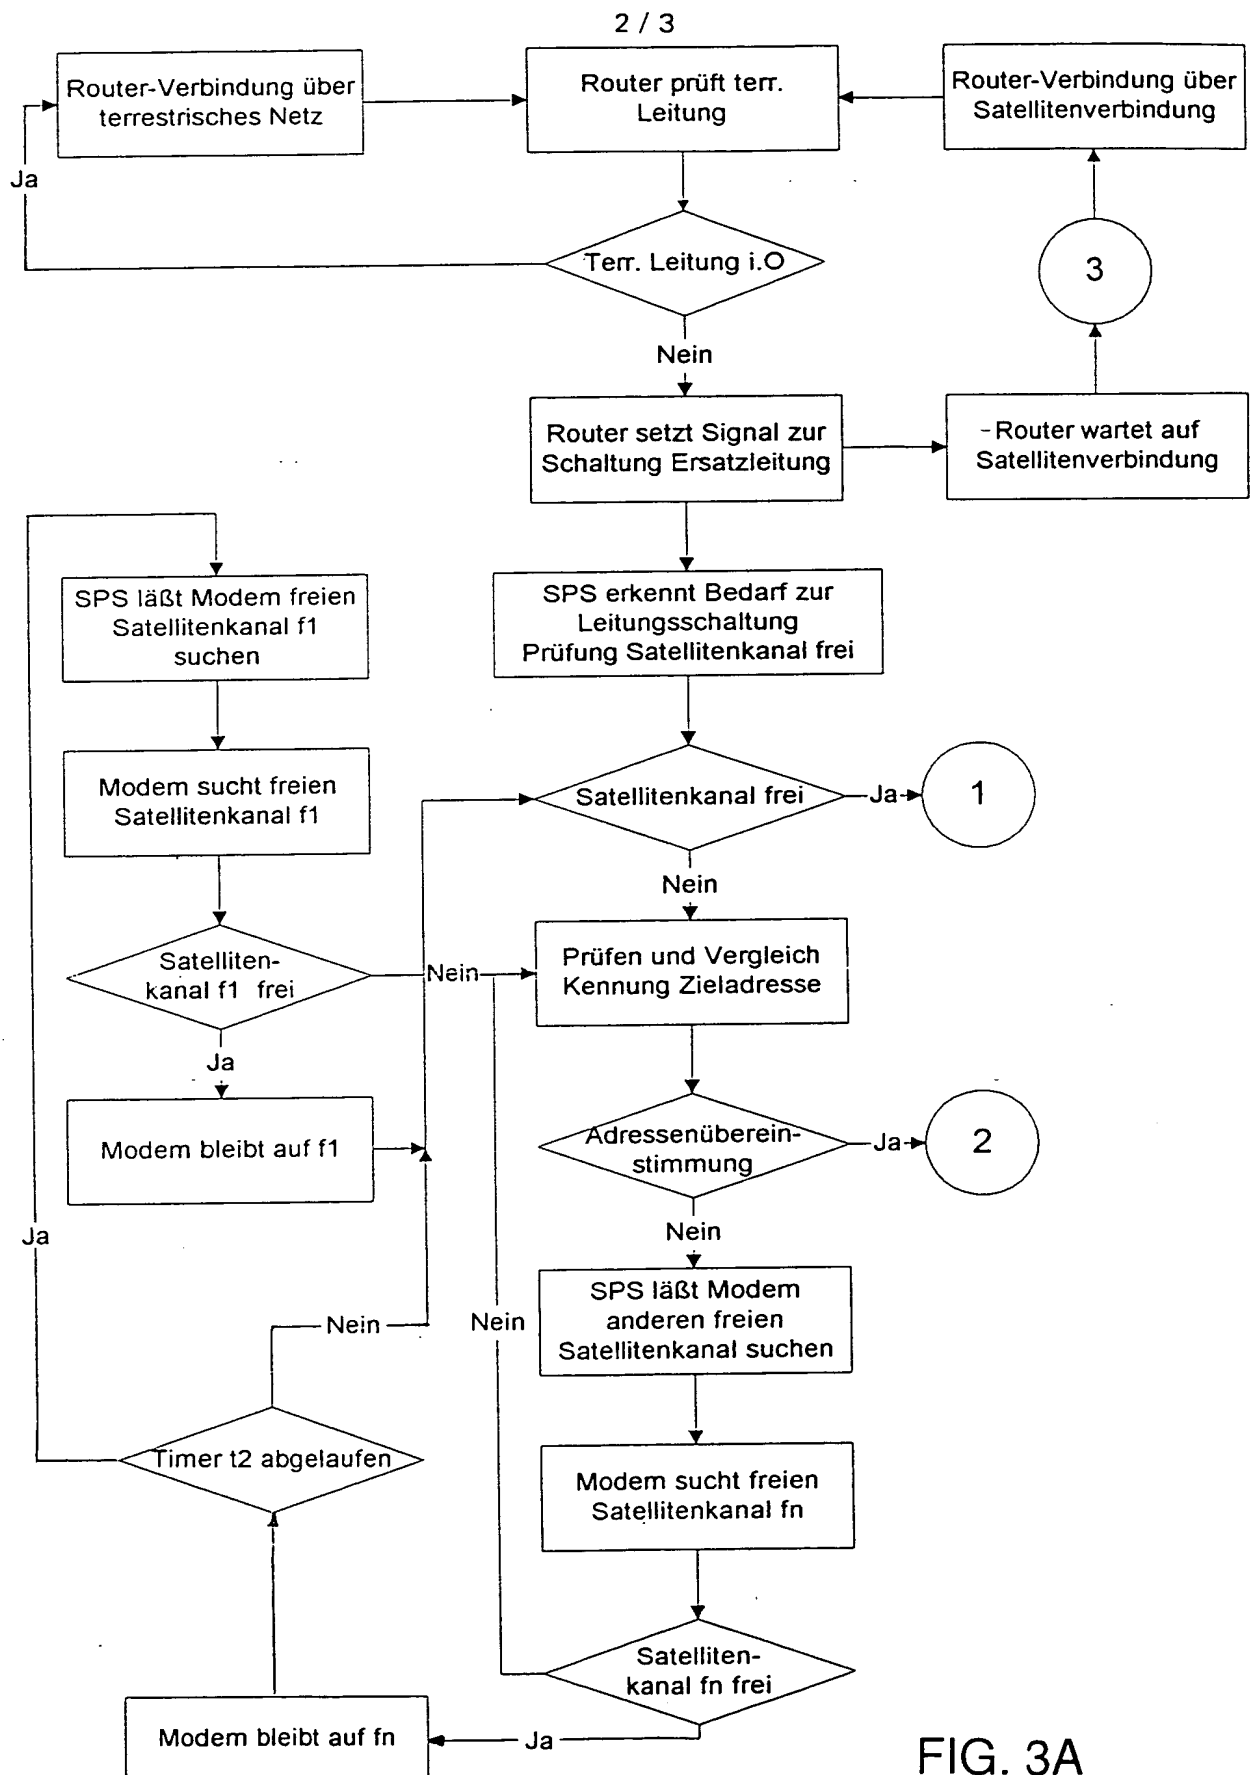 2 / 3
Router-Verbindung über
terrestrisches Netz
Router prüft terr.
Leitung
Router-Verbindung über
Satellitenverbindung
Ja
Terr. Leitung i.O
3
Nein
Router setzt Signal zur
Schaltung Ersatzleitung
-Router wartet auf
Satellitenverbindung
SPS läßt Modem freien
Satellitenkanal f1
suchen
SPS erkennt Bedarf zur
Leitungsschaltung
Prüfung Satellitenkanal frei
Modem sucht freien
Satellitenkanal f1
Satellitenkanal frei
Ja
1
Nein
Satelliten-
kanal f1 frei
Nein
Prüfen und Vergleich
Kennung Zieladresse
Ja
Modem bleibt auf f1
Adressenüberein-
stimmung
Ja
2
Nein
Ja
SPS läßt Modem
anderen freien
Satellitenkanal suchen
Nein
Nein
Timer t2 abgelaufen
Modem sucht freien
Satellitenkanal fn
Satelliten-
kanal fn frei
Modem bleibt auf fn
Ja
FIG. 3A